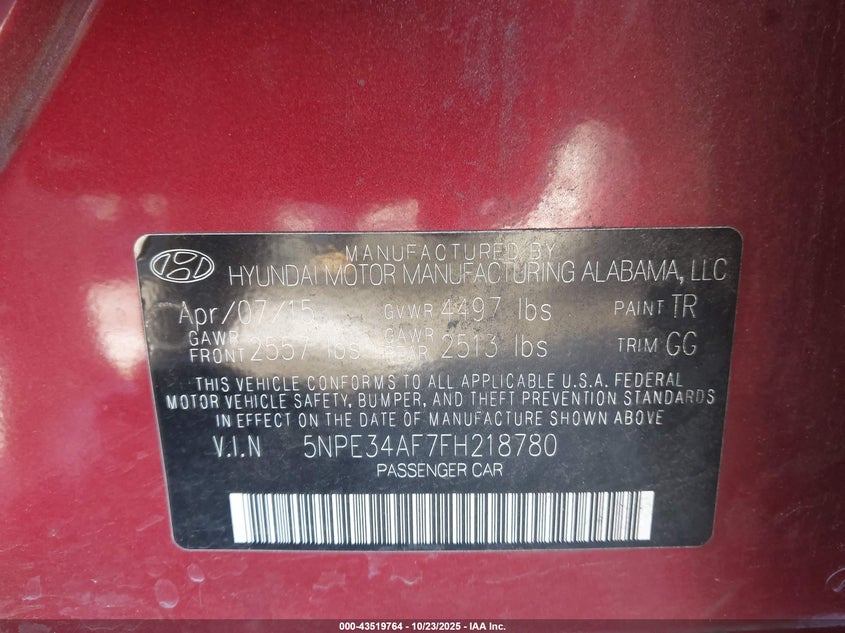 MANUFACTURED BY
HYUNDAI MOTOR MANUFACTURING ALABAMA, LLC
Apr/07/15 GVWR 4497 lbs PAINT TR
GAWR FRONT 2557 lbs GAWR REAR 2513 lbs TRIM GG
THIS VEHICLE CONFORMS TO ALL APPLICABLE U.S.A. FEDERAL
MOTOR VEHICLE SAFETY, BUMPER, AND THEFT PREVENTION STANDARDS
IN EFFECT ON THE DATE OF MANUFACTURE SHOWN ABOVE
V.I.N 5NPE34AF7FH218780
PASSENGER CAR
000-43519764 - 10/23/2025 - IAA Inc.